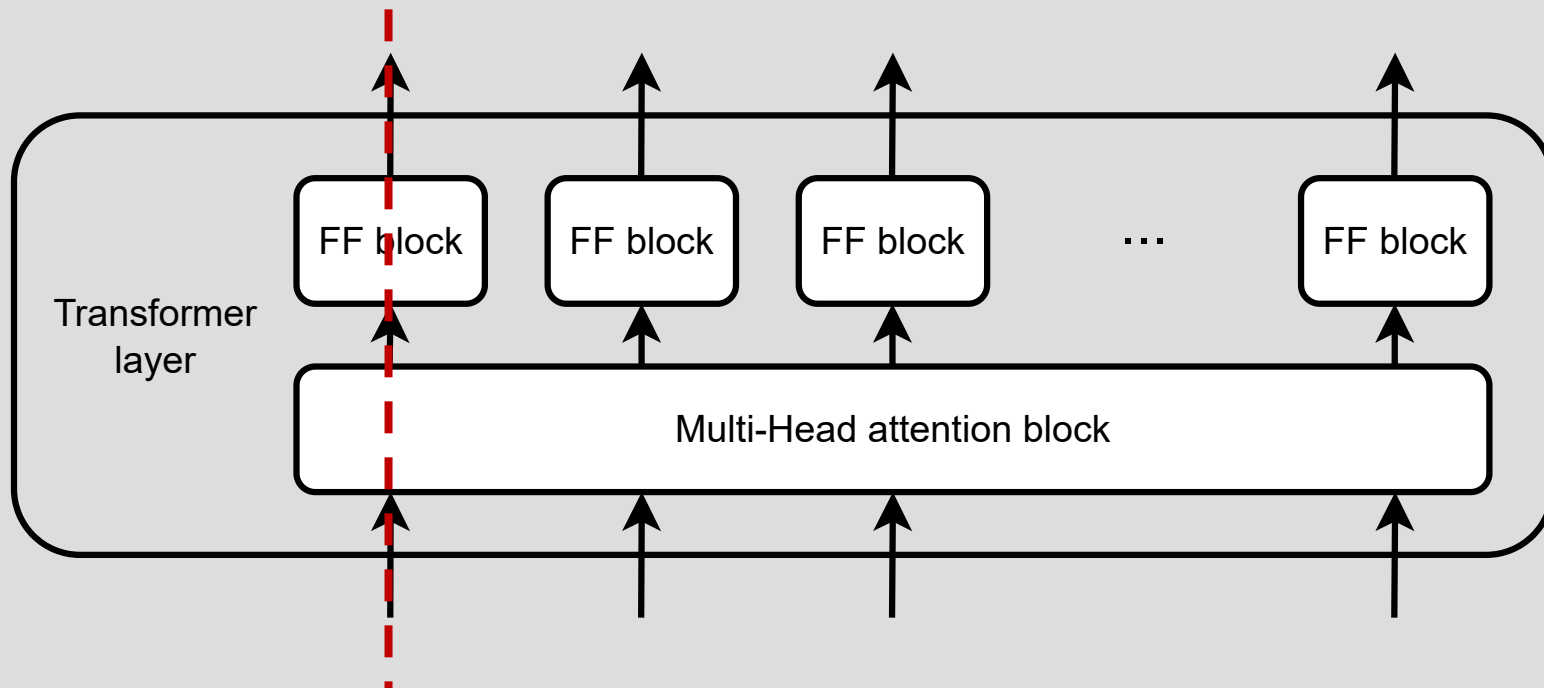 FF block
FF block
FF block
...
FF block
Transformer
layer
Multi-Head attention block